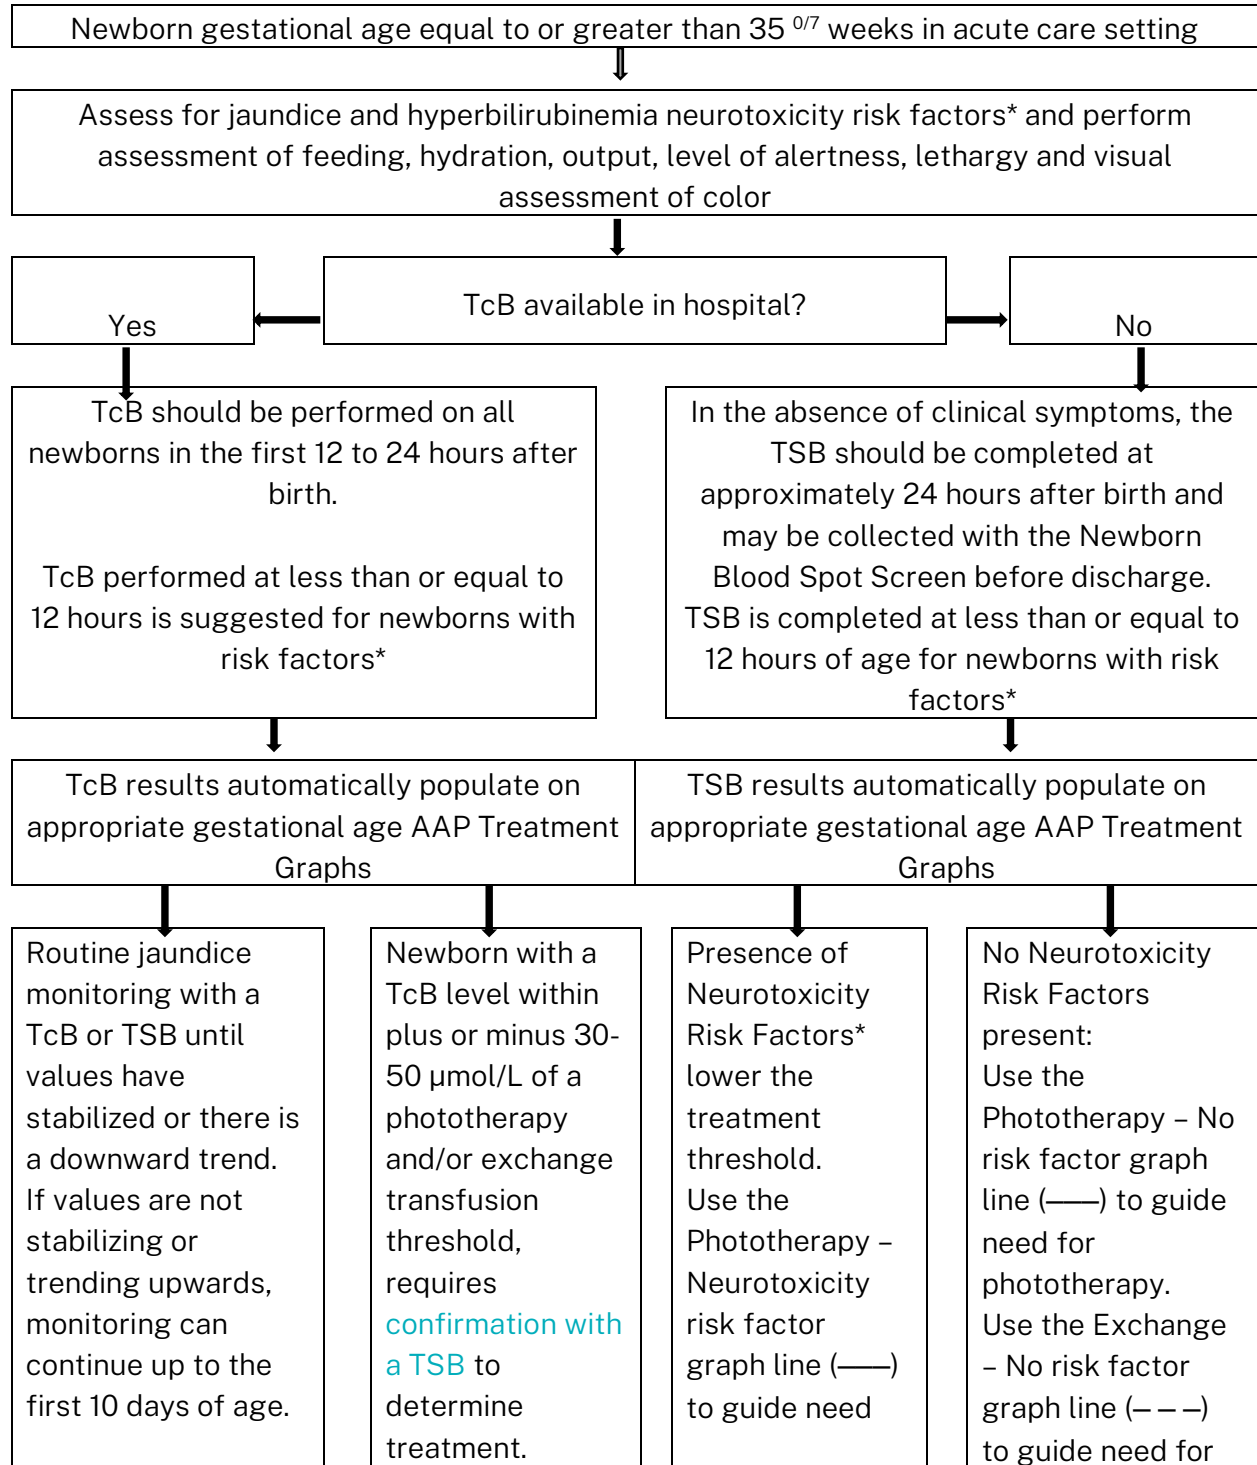 Newborn gestational age equal to or greater than 35 0/7 weeks in acute care setting
Assess for jaundice and hyperbilirubinemia neurotoxicity risk factors* and perform
assessment of feeding, hydration, output, level of alertness, lethargy and visual
assessment of color
TcB available in hospital?
Yes
No
TcB should be performed on all
newborns in the first 12 to 24 hours after
birth.
TcB performed at less than or equal to
12 hours is suggested for newborns with
risk factors*
In the absence of clinical symptoms, the
TSB should be completed at
approximately 24 hours after birth and
may be collected with the Newborn
Blood Spot Screen before discharge.
TSB is completed at less than or equal to
12 hours of age for newborns with risk
factors*
TcB results automatically populate on
appropriate gestational age AAP Treatment
Graphs
TSB results automatically populate on
appropriate gestational age AAP Treatment
Graphs
Routine jaundice
monitoring with a
TcB or TSB until
values have
stabilized or there is
a downward trend.
If values are not
stabilizing or
trending upwards,
monitoring can
continue up to the
first 10 days of age.
Newborn with a
TcB level within
plus or minus 30-
50 µmol/L of a
phototherapy
and/or exchange
transfusion
threshold,
requires
confirmation with
a TSB to
determine
treatment.
Presence of
Neurotoxicity
Risk Factors*
lower the
treatment
threshold.
Use the
Phototherapy –
Neurotoxicity
risk factor
graph line (——)
to guide need
No Neurotoxicity
Risk Factors
present:
Use the
Phototherapy – No
risk factor graph
line (——) to guide
need for
phototherapy.
Use the Exchange
– No risk factor
graph line (– – –)
to guide need for